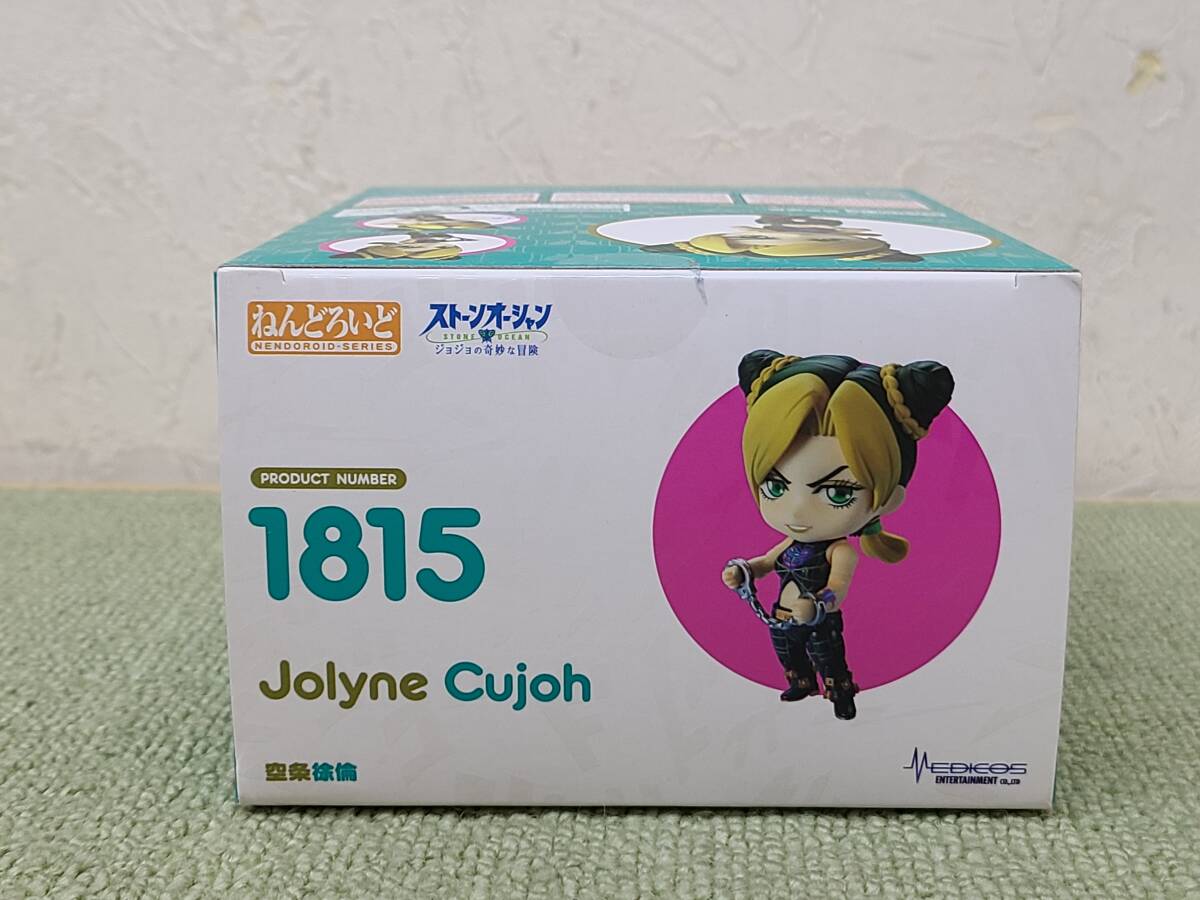 ねんどろいど
NENDOROID-SERIES
ストーンオーシャン
STONE OCEAN
ジョジョの奇妙な冒険
PRODUCT NUMBER
1815
Jolyne Cujoh
空条徐倫
MEDICOS
ENTERTAINMENT CO.,LTD